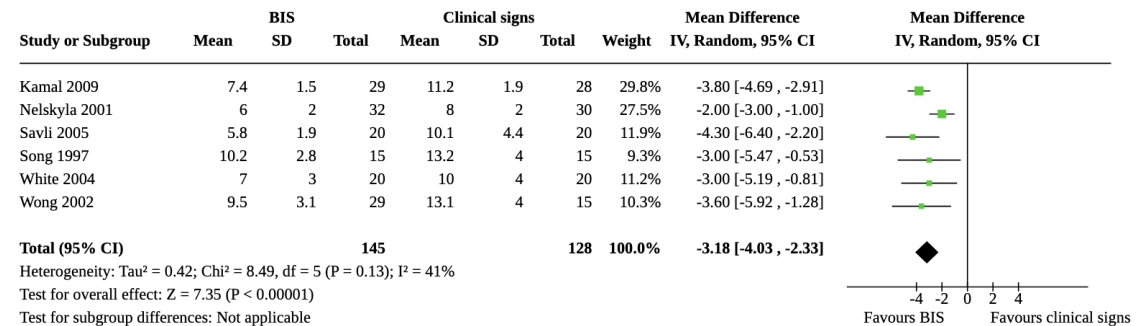 BIS Clinical signs Mean Difference Mean Difference
Study or Subgroup Mean SD Total Mean SD Total Weight IV, Random, 95% CI IV, Random, 95% CI
Kamal 2009 7.4 1.5 29 11.2 1.9 28 29.8% -3.80 [-4.69 , -2.91]
Nelskyla 2001 6 2 32 8 2 30 27.5% -2.00 [-3.00 , -1.00]
Savli 2005 5.8 1.9 20 10.1 4.4 20 11.9% -4.30 [-6.40 , -2.20]
Song 1997 10.2 2.8 15 13.2 4 15 9.3% -3.00 [-5.47 , -0.53]
White 2004 7 3 20 10 4 20 11.2% -3.00 [-5.19 , -0.81]
Wong 2002 9.5 3.1 29 13.1 4 15 10.3% -3.60 [-5.92 , -1.28]
Total (95% CI) 145 128 100.0% -3.18 [-4.03 , -2.33]
Heterogeneity: Tau² = 0.42; Chi² = 8.49, df = 5 (P = 0.13); I² = 41%
Test for overall effect: Z = 7.35 (P < 0.00001)
Test for subgroup differences: Not applicable
-4 -2 0 2 4
Favours BIS Favours clinical signs